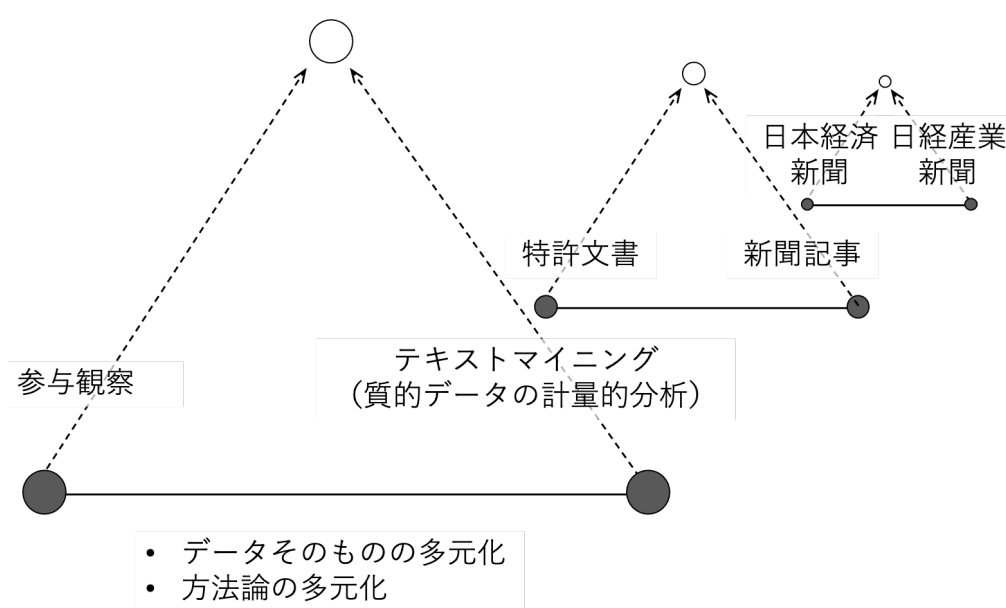 日本経済
新聞
日経産業
新聞
特許文書
新聞記事
テキストマイニング
(質的データの計量的分析)
参与観察
• データそのものの多元化
• 方法論の多元化